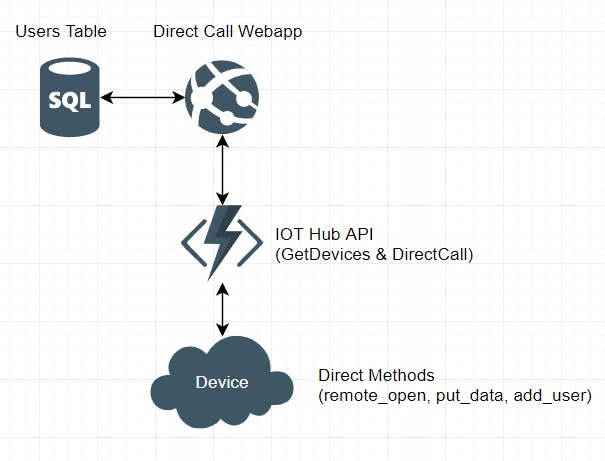 Users Table
Direct Call Webapp
SQL
IOT Hub API
(GetDevices & DirectCall)
Device
Direct Methods
(remote_open, put_data, add_user)